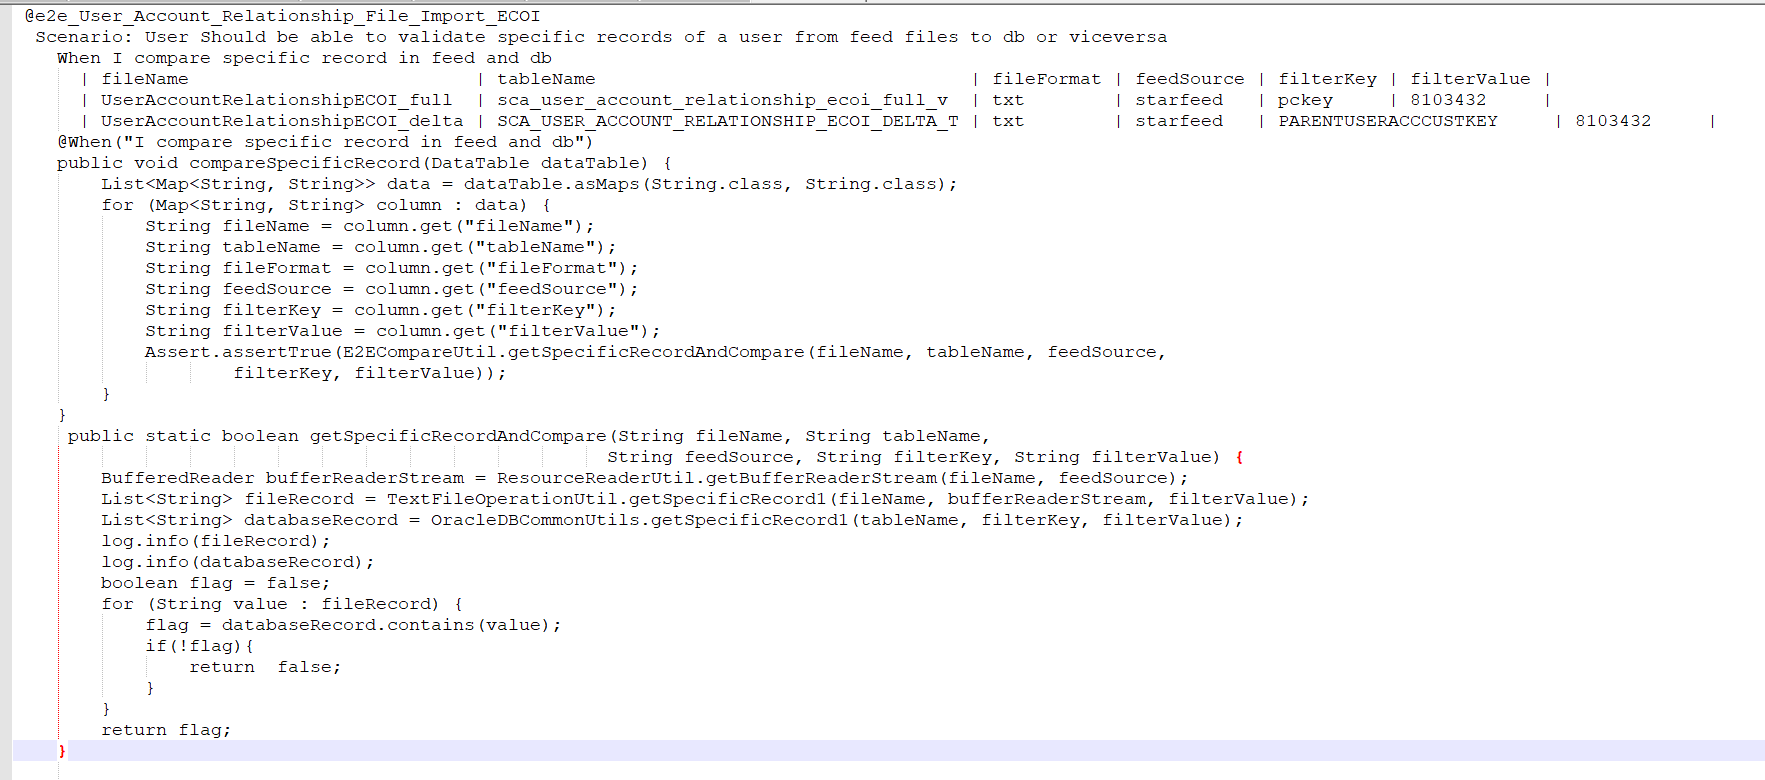 @e2e_User_Account_Relationship_File_Import_ECOI
Scenario: User Should be able to validate specific records of a user from feed files to db or viceversa
When I compare specific record in feed and db
| fileName | tableName | fileFormat | feedSource | filterKey | filterValue |
| UserAccountRelationshipECOI_full | sca_user_account_relationship_ecoi_full_v | txt | starfeed | pckey | 8103432 |
| UserAccountRelationshipECOI_delta | SCA_USER_ACCOUNT_RELATIONSHIP_ECOI_DELTA_T | txt | starfeed | PARENTUSERACCCUSTKEY | 8103432 |
@When("I compare specific record in feed and db")
public void compareSpecificRecord(DataTable dataTable) {
List<Map<String, String>> data = dataTable.asMaps(String.class, String.class);
for (Map<String, String> column : data) {
String fileName = column.get("fileName");
String tableName = column.get("tableName");
String fileFormat = column.get("fileFormat");
String feedSource = column.get("feedSource");
String filterKey = column.get("filterKey");
String filterValue = column.get("filterValue");
Assert.assertTrue(E2ECompareUtil.getSpecificRecordAndCompare(fileName, tableName, feedSource,
filterKey, filterValue));
}
}
public static boolean getSpecificRecordAndCompare(String fileName, String tableName,
String feedSource, String filterKey, String filterValue) {
BufferedReader bufferReaderStream = ResourceReaderUtil.getBufferReaderStream(fileName, feedSource);
List<String> fileRecord = TextFileOperationUtil.getSpecificRecord1(fileName, bufferReaderStream, filterValue);
List<String> databaseRecord = OracleDBCommonUtils.getSpecificRecord1(tableName, filterKey, filterValue);
log.info(fileRecord);
log.info(databaseRecord);
boolean flag = false;
for (String value : fileRecord) {
flag = databaseRecord.contains(value);
if(!flag){
return  false;
}
}
return flag;
}